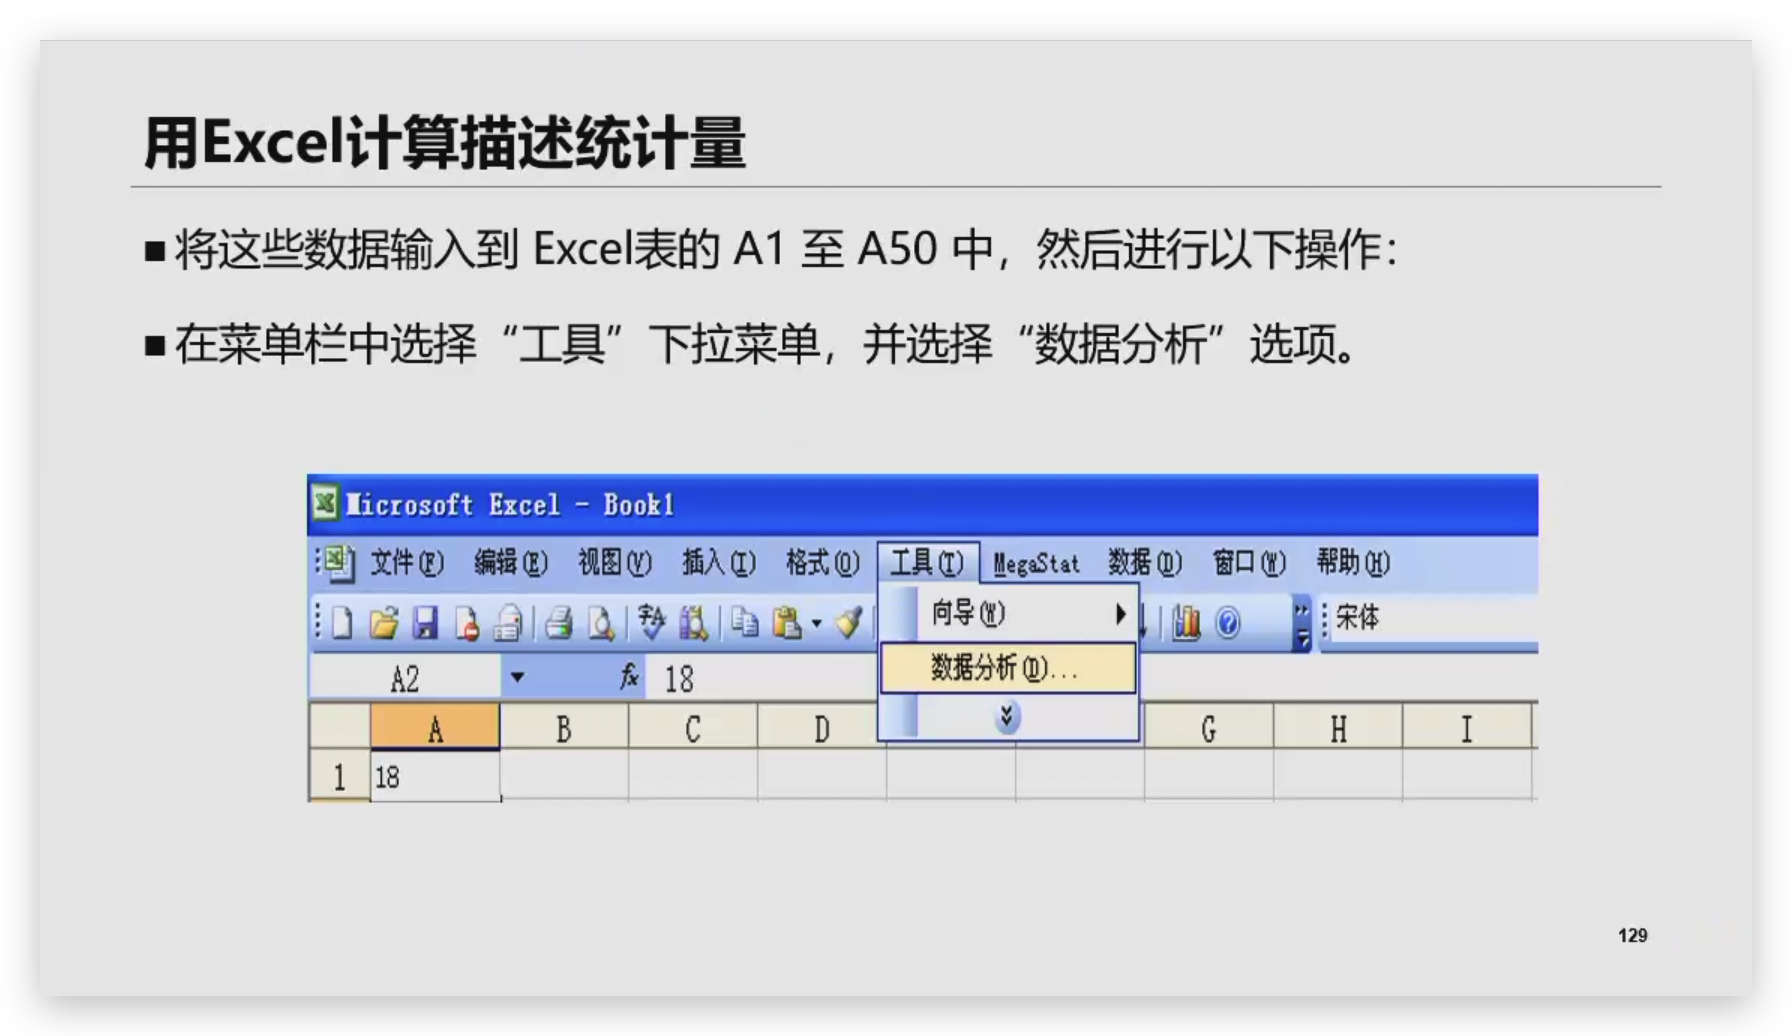 用Excel计算描述统计量
■将这些数据输入到 Excel表的 A1 至 A50 中，然后进行以下操作：
■在菜单栏中选择“工具”下拉菜单，并选择“数据分析”选项。
Microsoft Excel - Book1
文件(F) 编辑(E) 视图(V) 插入(I) 格式(O) 工具(T) MegaStat 数据(D) 窗口(W) 帮助(H)
向导(W)
宋体
数据分析(D)...
A2 fx 18
A B C D G H I
1 18
129